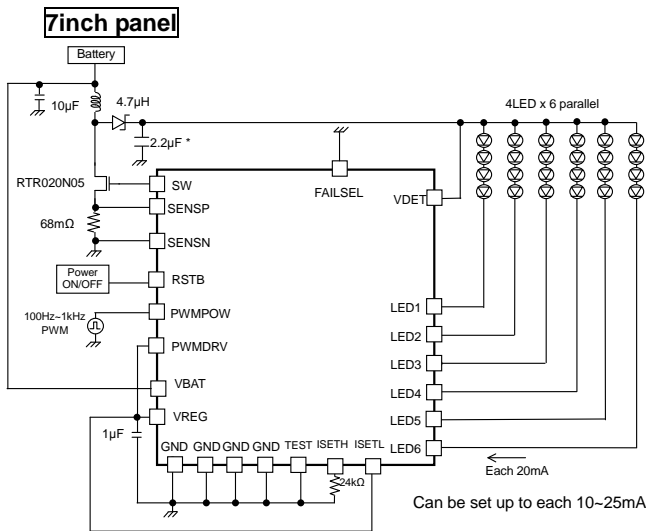 7inch panel
Battery
10µF
4.7µH
2.2µF *
4LED x 6 parallel
RTR020N05
68mΩ
SW
SENSP
SENSN
FAILSEL
VDET
Power
ON/OFF
RSTB
100Hz~1kHz
PWM
PWMPOW
PWMDRV
VBAT
VREG
1µF
LED1
LED2
LED3
LED4
LED5
LED6
GND
GND
GND
GND
TEST
ISETH
ISETL
24kΩ
Each 20mA
Can be set up to each 10~25mA